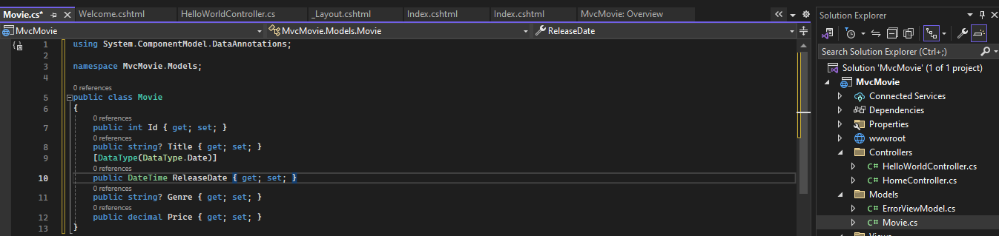 Movie.cs*
Welcome.cshtml
HelloWorldController.cs
_Layout.cshtml
Index.cshtml
Index.cshtml
MvcMovie: Overview
MvcMovie
MvcMovie.Models.Movie
ReleaseDate
1 using System.ComponentModel.DataAnnotations;
2
3 namespace MvcMovie.Models;
4
0 references
5 public class Movie
6 {
0 references
7 public int Id { get; set; }
0 references
8 public string? Title { get; set; }
9 [DataType(DataType.Date)]
0 references
10 public DateTime ReleaseDate { get; set; }
0 references
11 public string? Genre { get; set; }
0 references
12 public decimal Price { get; set; }
13 }
Solution Explorer
Search Solution Explorer (Ctrl+;)
Solution 'MvcMovie' (1 of 1 project)
MvcMovie
Connected Services
Dependencies
Properties
wwwroot
Controllers
C# HelloWorldController.cs
C# HomeController.cs
Models
C# ErrorViewModel.cs
C# Movie.cs
Views